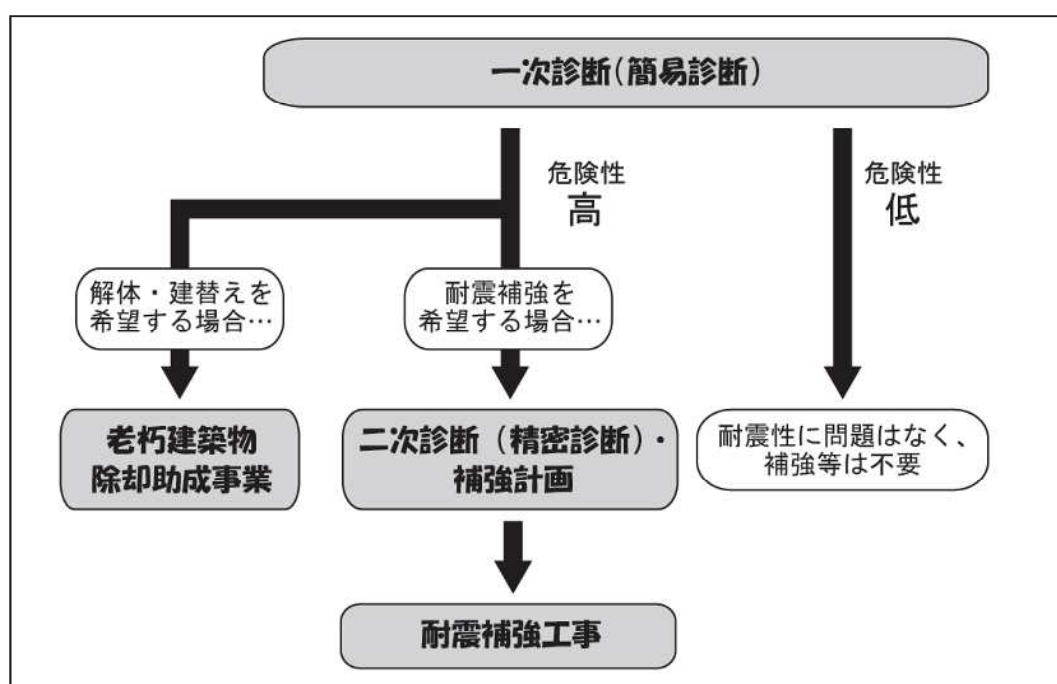 一次診断(簡易診断)
危険性
高
危険性
低
解体・建替えを
希望する場合…
耐震補強を
希望する場合…
老朽建築物
除却助成事業
二次診断(精密診断)・
補強計画
耐震性に問題はなく、
補強等は不要
耐震補強工事